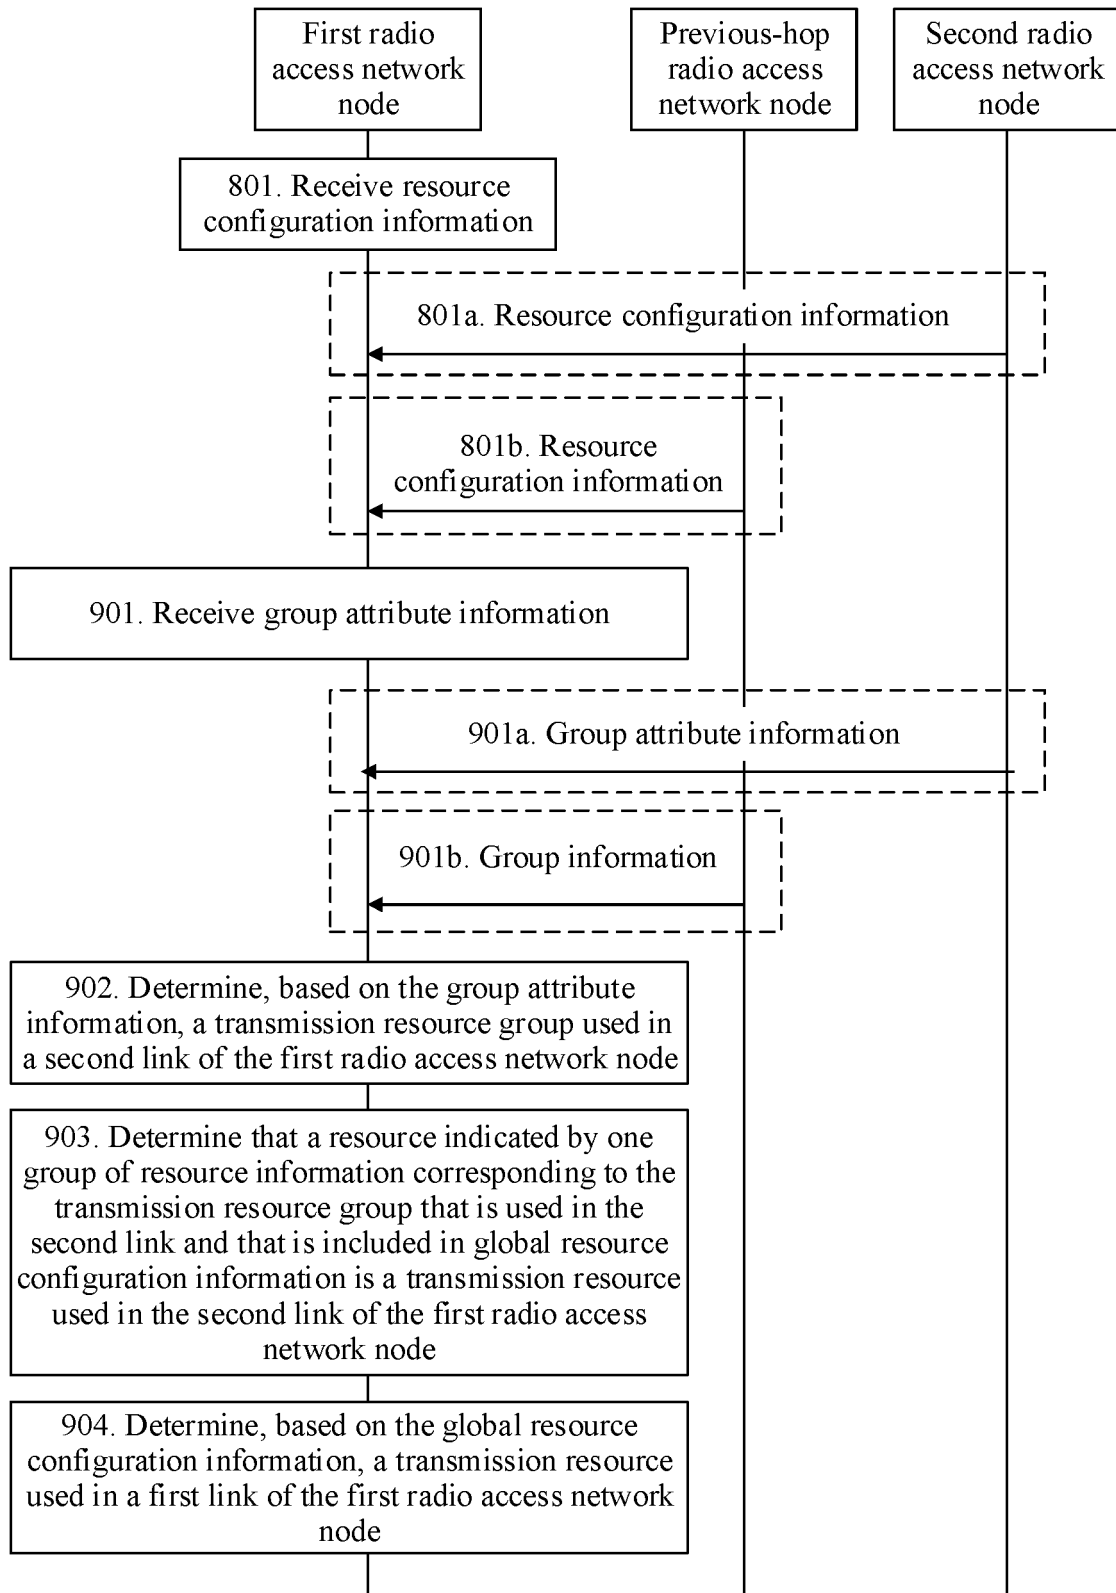 First radio
access network
node
Previous-hop
radio access
network node
Second radio
access network
node
801. Receive resource
configuration information
801a. Resource configuration information
801b. Resource
configuration information
901. Receive group attribute information
901a. Group attribute information
901b. Group information
902. Determine, based on the group attribute
information, a transmission resource group used in
a second link of the first radio access network node
903. Determine that a resource indicated by one
group of resource information corresponding to the
transmission resource group that is used in the
second link and that is included in global resource
configuration information is a transmission resource
used in the second link of the first radio access
network node
904. Determine, based on the global resource
configuration information, a transmission resource
used in a first link of the first radio access network
node